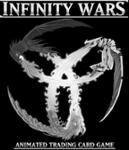 INFINITY WARS
ANIMATED TRADING CARD GAME